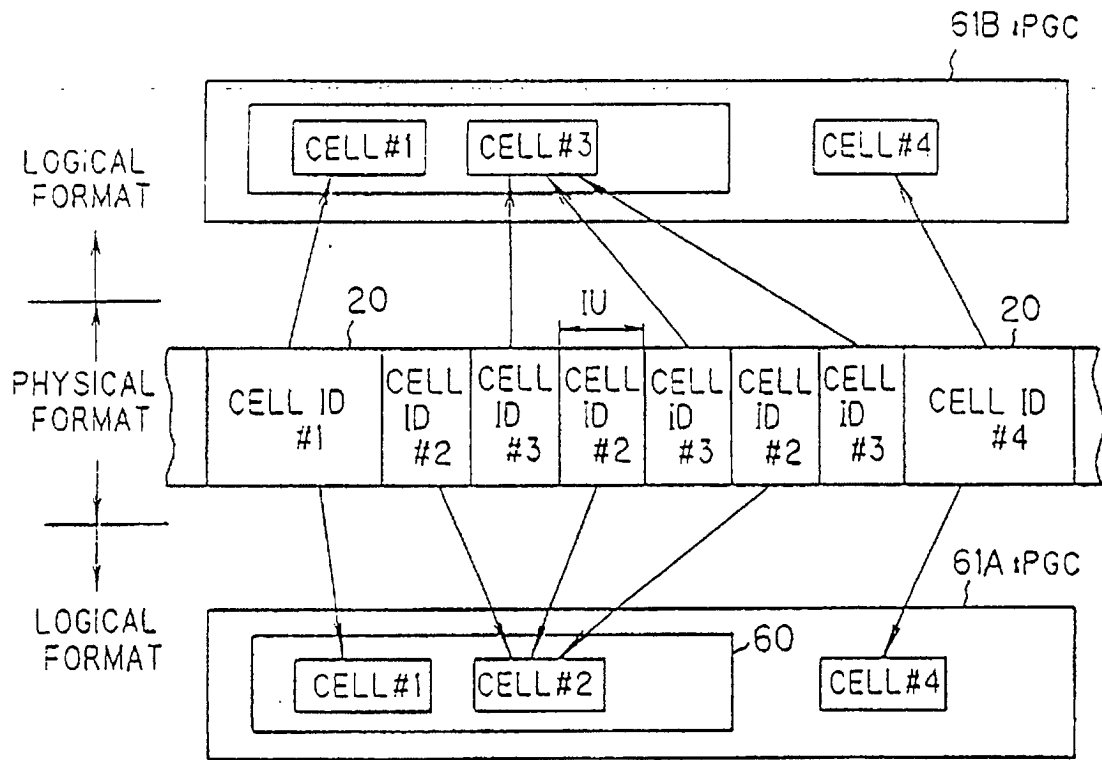 61B :PGC
CELL #1
CELL #3
CELL #4
LOGICAL
FORMAT
20
IU
20
PHYSICAL
FORMAT
CELL ID
#1
CELL
ID
#2
CELL
ID
#3
CELL
ID
#2
CELL
ID
#3
CELL
ID
#2
CELL
ID
#3
CELL ID
#4
61A :PGC
LOGICAL
FORMAT
60
CELL #1
CELL #2
CELL #4